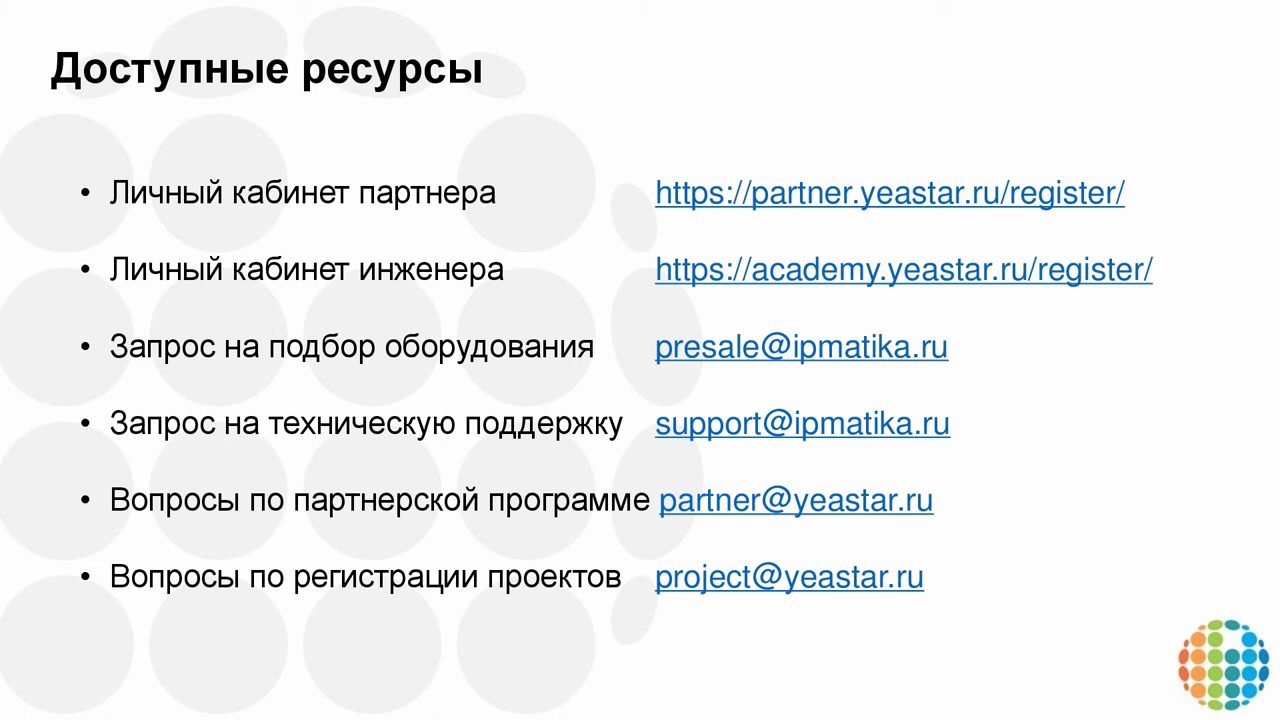 Доступные ресурсы
• Личный кабинет партнера https://partner.yeastar.ru/register/
• Личный кабинет инженера https://academy.yeastar.ru/register/
• Запрос на подбор оборудования presale@ipmatika.ru
• Запрос на техническую поддержку support@ipmatika.ru
• Вопросы по партнерской программе partner@yeastar.ru
• Вопросы по регистрации проектов project@yeastar.ru